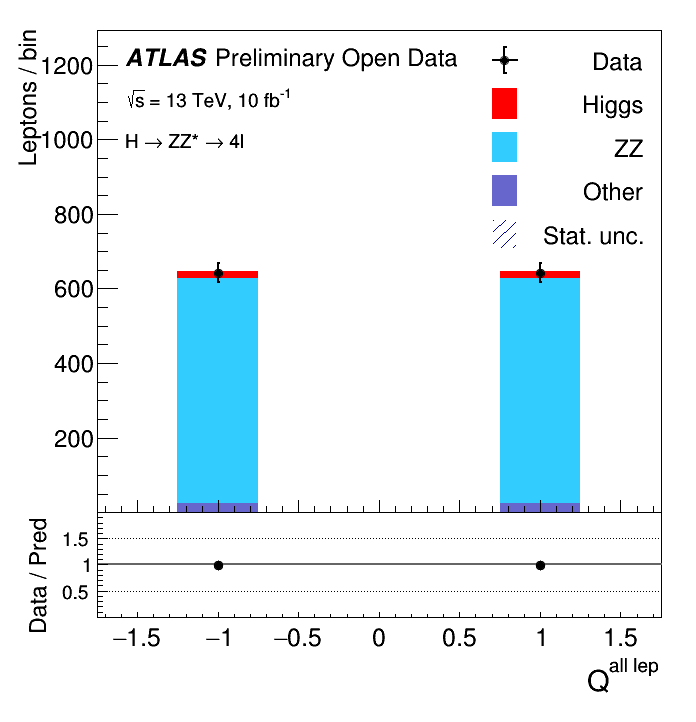 Leptons / bin
1200
1000
800
600
400
200
ATLAS Preliminary Open Data
√s = 13 TeV, 10 fb⁻¹
H → ZZ* → 4l
Data
Higgs
ZZ
Other
Stat. unc.
Data / Pred
1.5
1
0.5
−1.5 −1 −0.5 0 0.5 1 1.5
Q^all lep